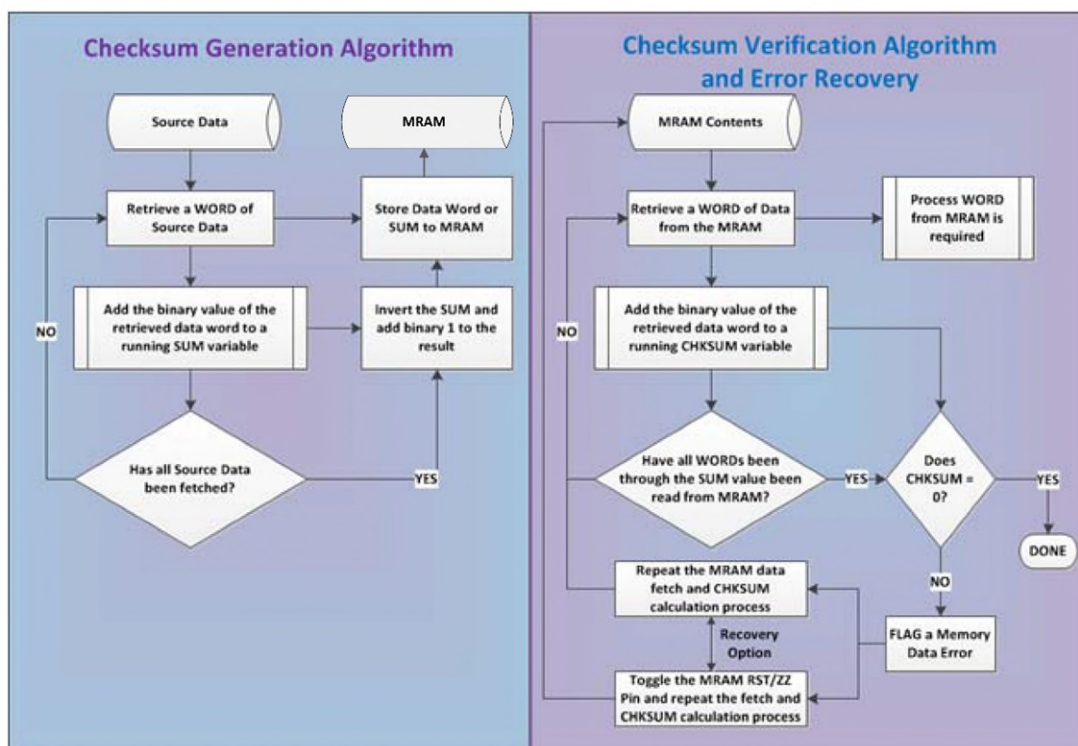 Checksum Generation Algorithm
Source Data
MRAM
Retrieve a WORD of
Source Data
Store Data Word or
SUM to MRAM
Add the binary value of the
retrieved data word to a
running SUM variable
Invert the SUM and
add binary 1 to the
result
NO
Has all Source Data
been fetched?
YES
Checksum Verification Algorithm
and Error Recovery
MRAM Contents
Retrieve a WORD of Data
from the MRAM
Process WORD
from MRAM is
required
NO
Add the binary value of the
retrieved data word to a
running CHKSUM variable
Have all WORDs been
through the SUM value been
read from MRAM?
YES
Does
CHKSUM =
0?
YES
DONE
NO
Repeat the MRAM data
fetch and CHKSUM
calculation process
Recovery
Option
FLAG a Memory
Data Error
Toggle the MRAM RST/ZZ
Pin and repeat the fetch and
CHKSUM calculation process